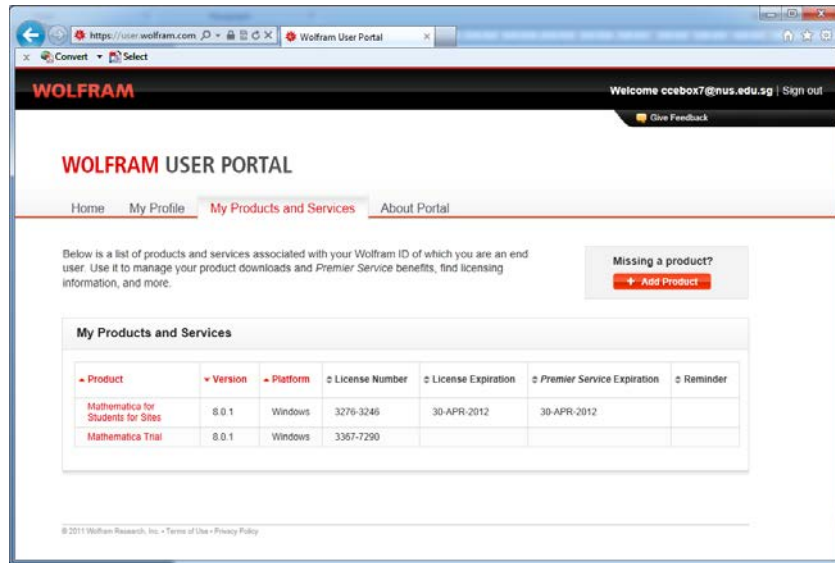 https://user.wolfram.com
Wolfram User Portal
x Convert Select
WOLFRAM
Welcome ccebox7@nus.edu.sg | Sign out
Give Feedback
WOLFRAM USER PORTAL
Home My Profile My Products and Services About Portal
Below is a list of products and services associated with your Wolfram ID of which you are an end
user. Use it to manage your product downloads and Premier Service benefits, find licensing
information, and more.
Missing a product?
+ Add Product
My Products and Services
Product Version Platform License Number License Expiration Premier Service Expiration Reminder
Mathematica for
Students for Sites 8.0.1 Windows 3276-3246 30-APR-2012 30-APR-2012
Mathematica Trial 8.0.1 Windows 3367-7290
© 2011 Wolfram Research, Inc. • Terms of Use • Privacy Policy